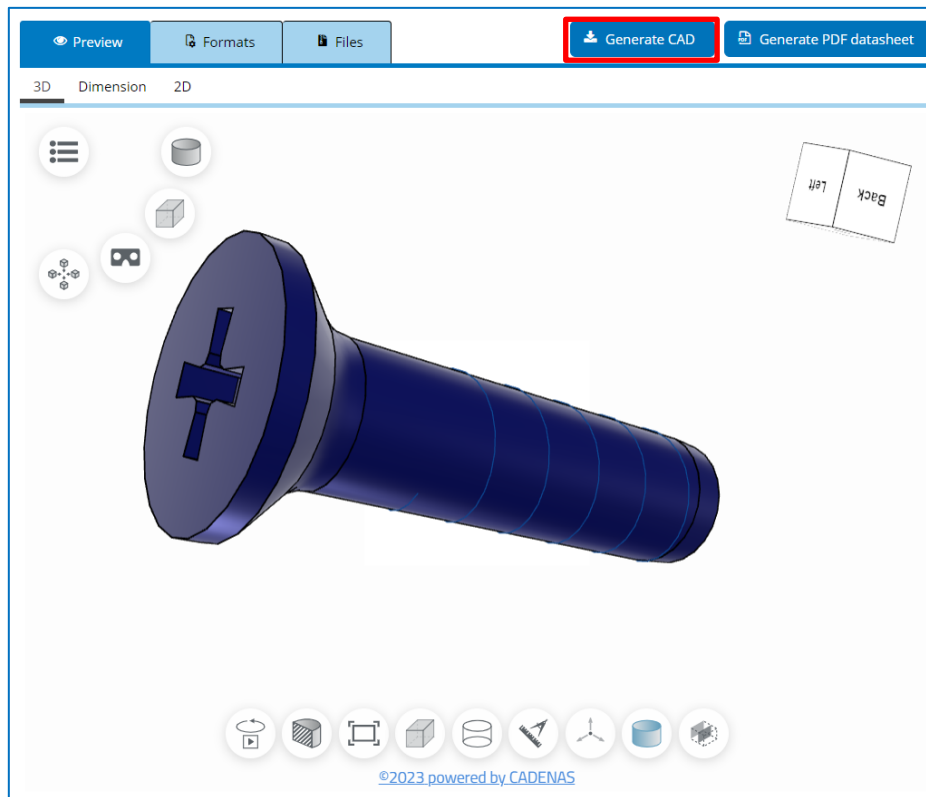 Preview
Formats
Files
Generate CAD
Generate PDF datasheet
3D
Dimension
2D
Left
Back
©2023 powered by CADENAS